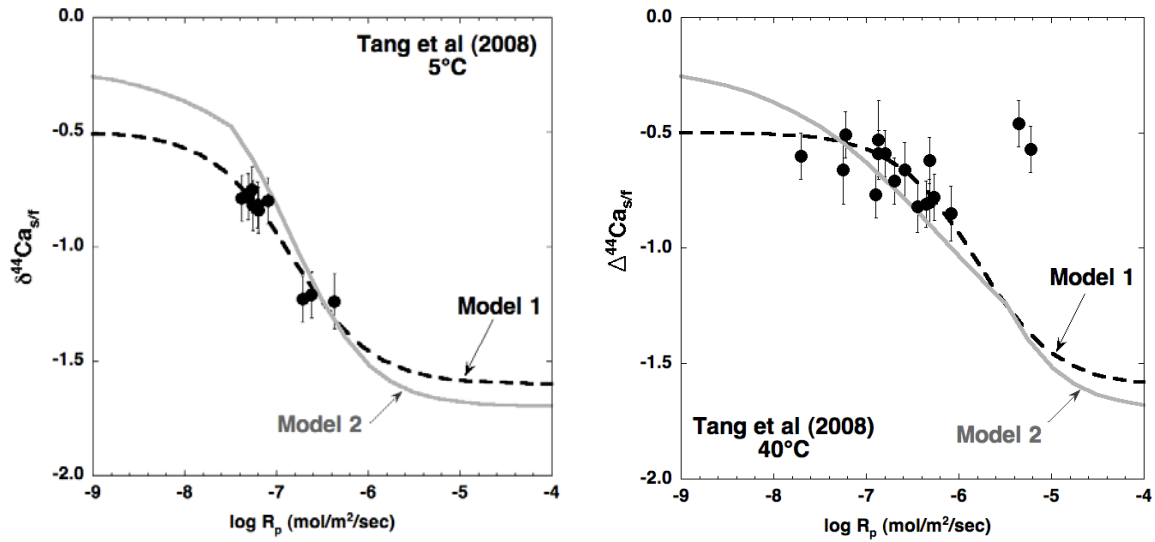 0.0
Tang et al (2008)
5°C
-0.5
δ⁴⁴Ca s/f
-1.0
Model 1
-1.5
Model 2
-2.0
-9 -8 -7 -6 -5 -4
log Rₚ (mol/m²/sec)
0.0
-0.5
Δ⁴⁴Ca s/f
-1.0
Model 1
-1.5
Tang et al (2008)
40°C
Model 2
-2.0
-9 -8 -7 -6 -5 -4
log Rₚ (mol/m²/sec)